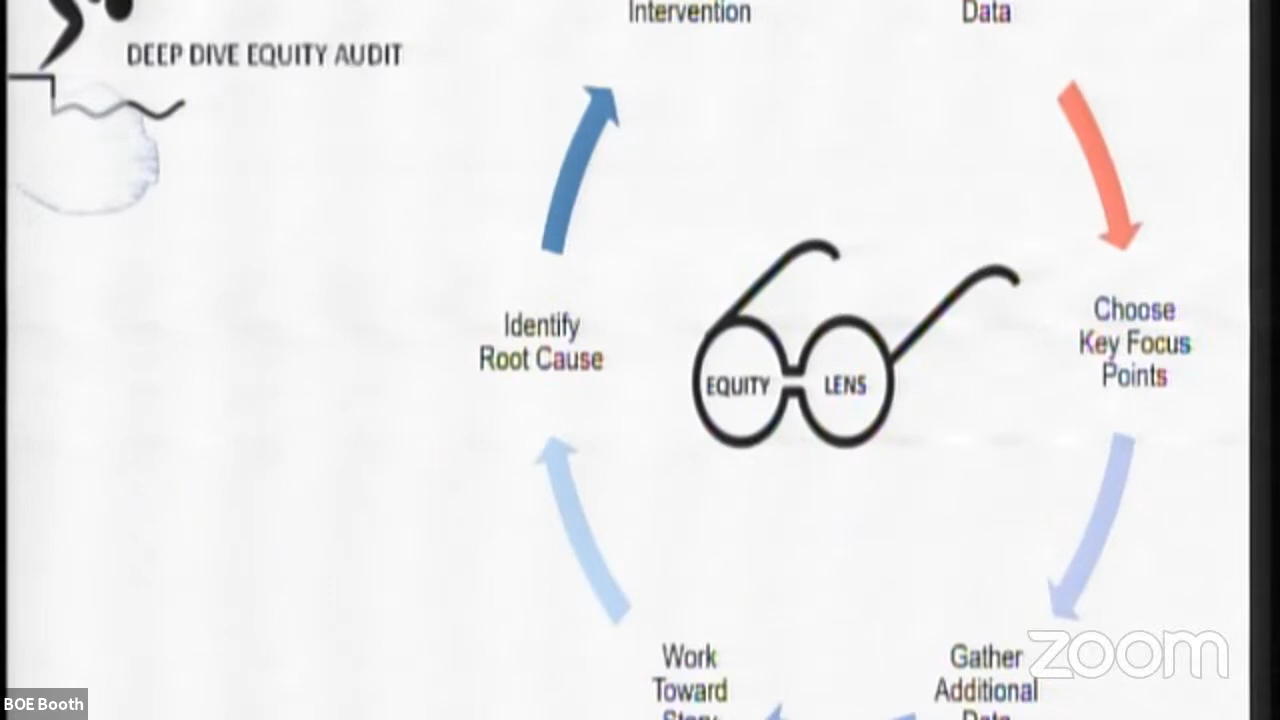 Intervention
Data
DEEP DIVE EQUITY AUDIT
Choose
Key Focus
Points
Identify
Root Cause
EQUITY LENS
Work
Toward
Story
Gather
Additional
Data
zoom
BOE Booth